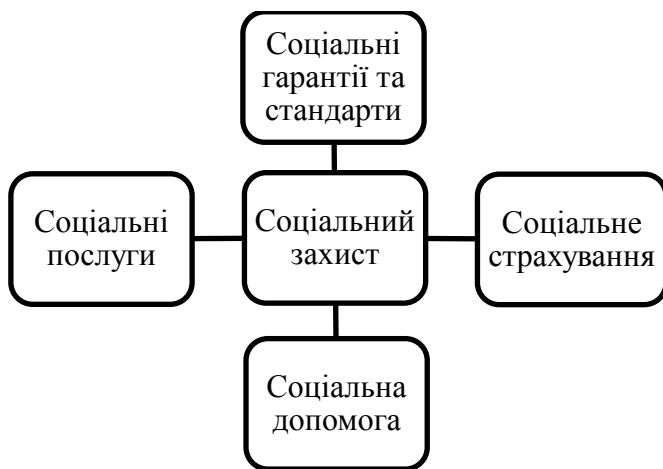 Соціальні
гарантії та
стандарти
Соціальні
послуги
Соціальний
захист
Соціальне
страхування
Соціальна
допомога